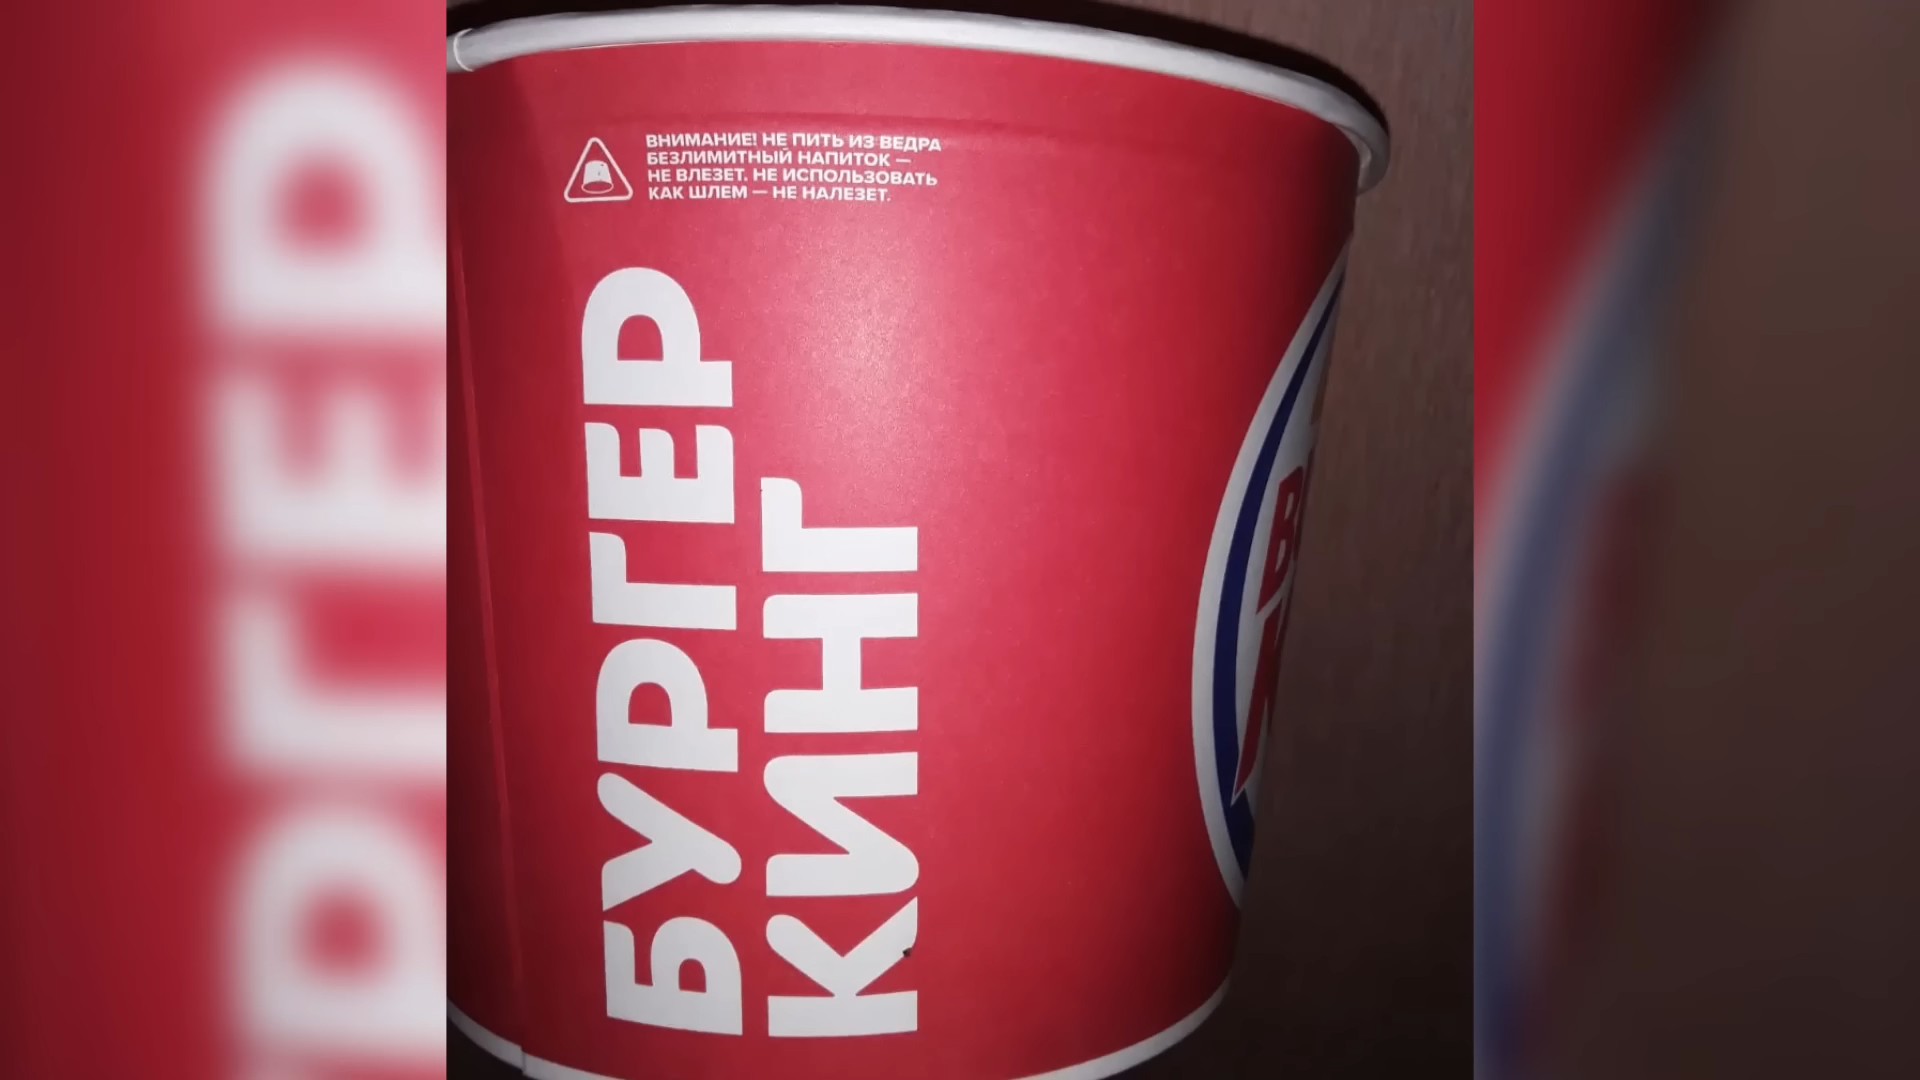 ВНИМАНИЕ! НЕ ПИТЬ ИЗ ВЕДРА
БЕЗЛИМИТНЫЙ НАПИТОК —
НЕ ВЛЕЗЕТ. НЕ ИСПОЛЬЗОВАТЬ
КАК ШЛЕМ — НЕ НАЛЕЗЕТ.
БУРГЕР
КИНГ